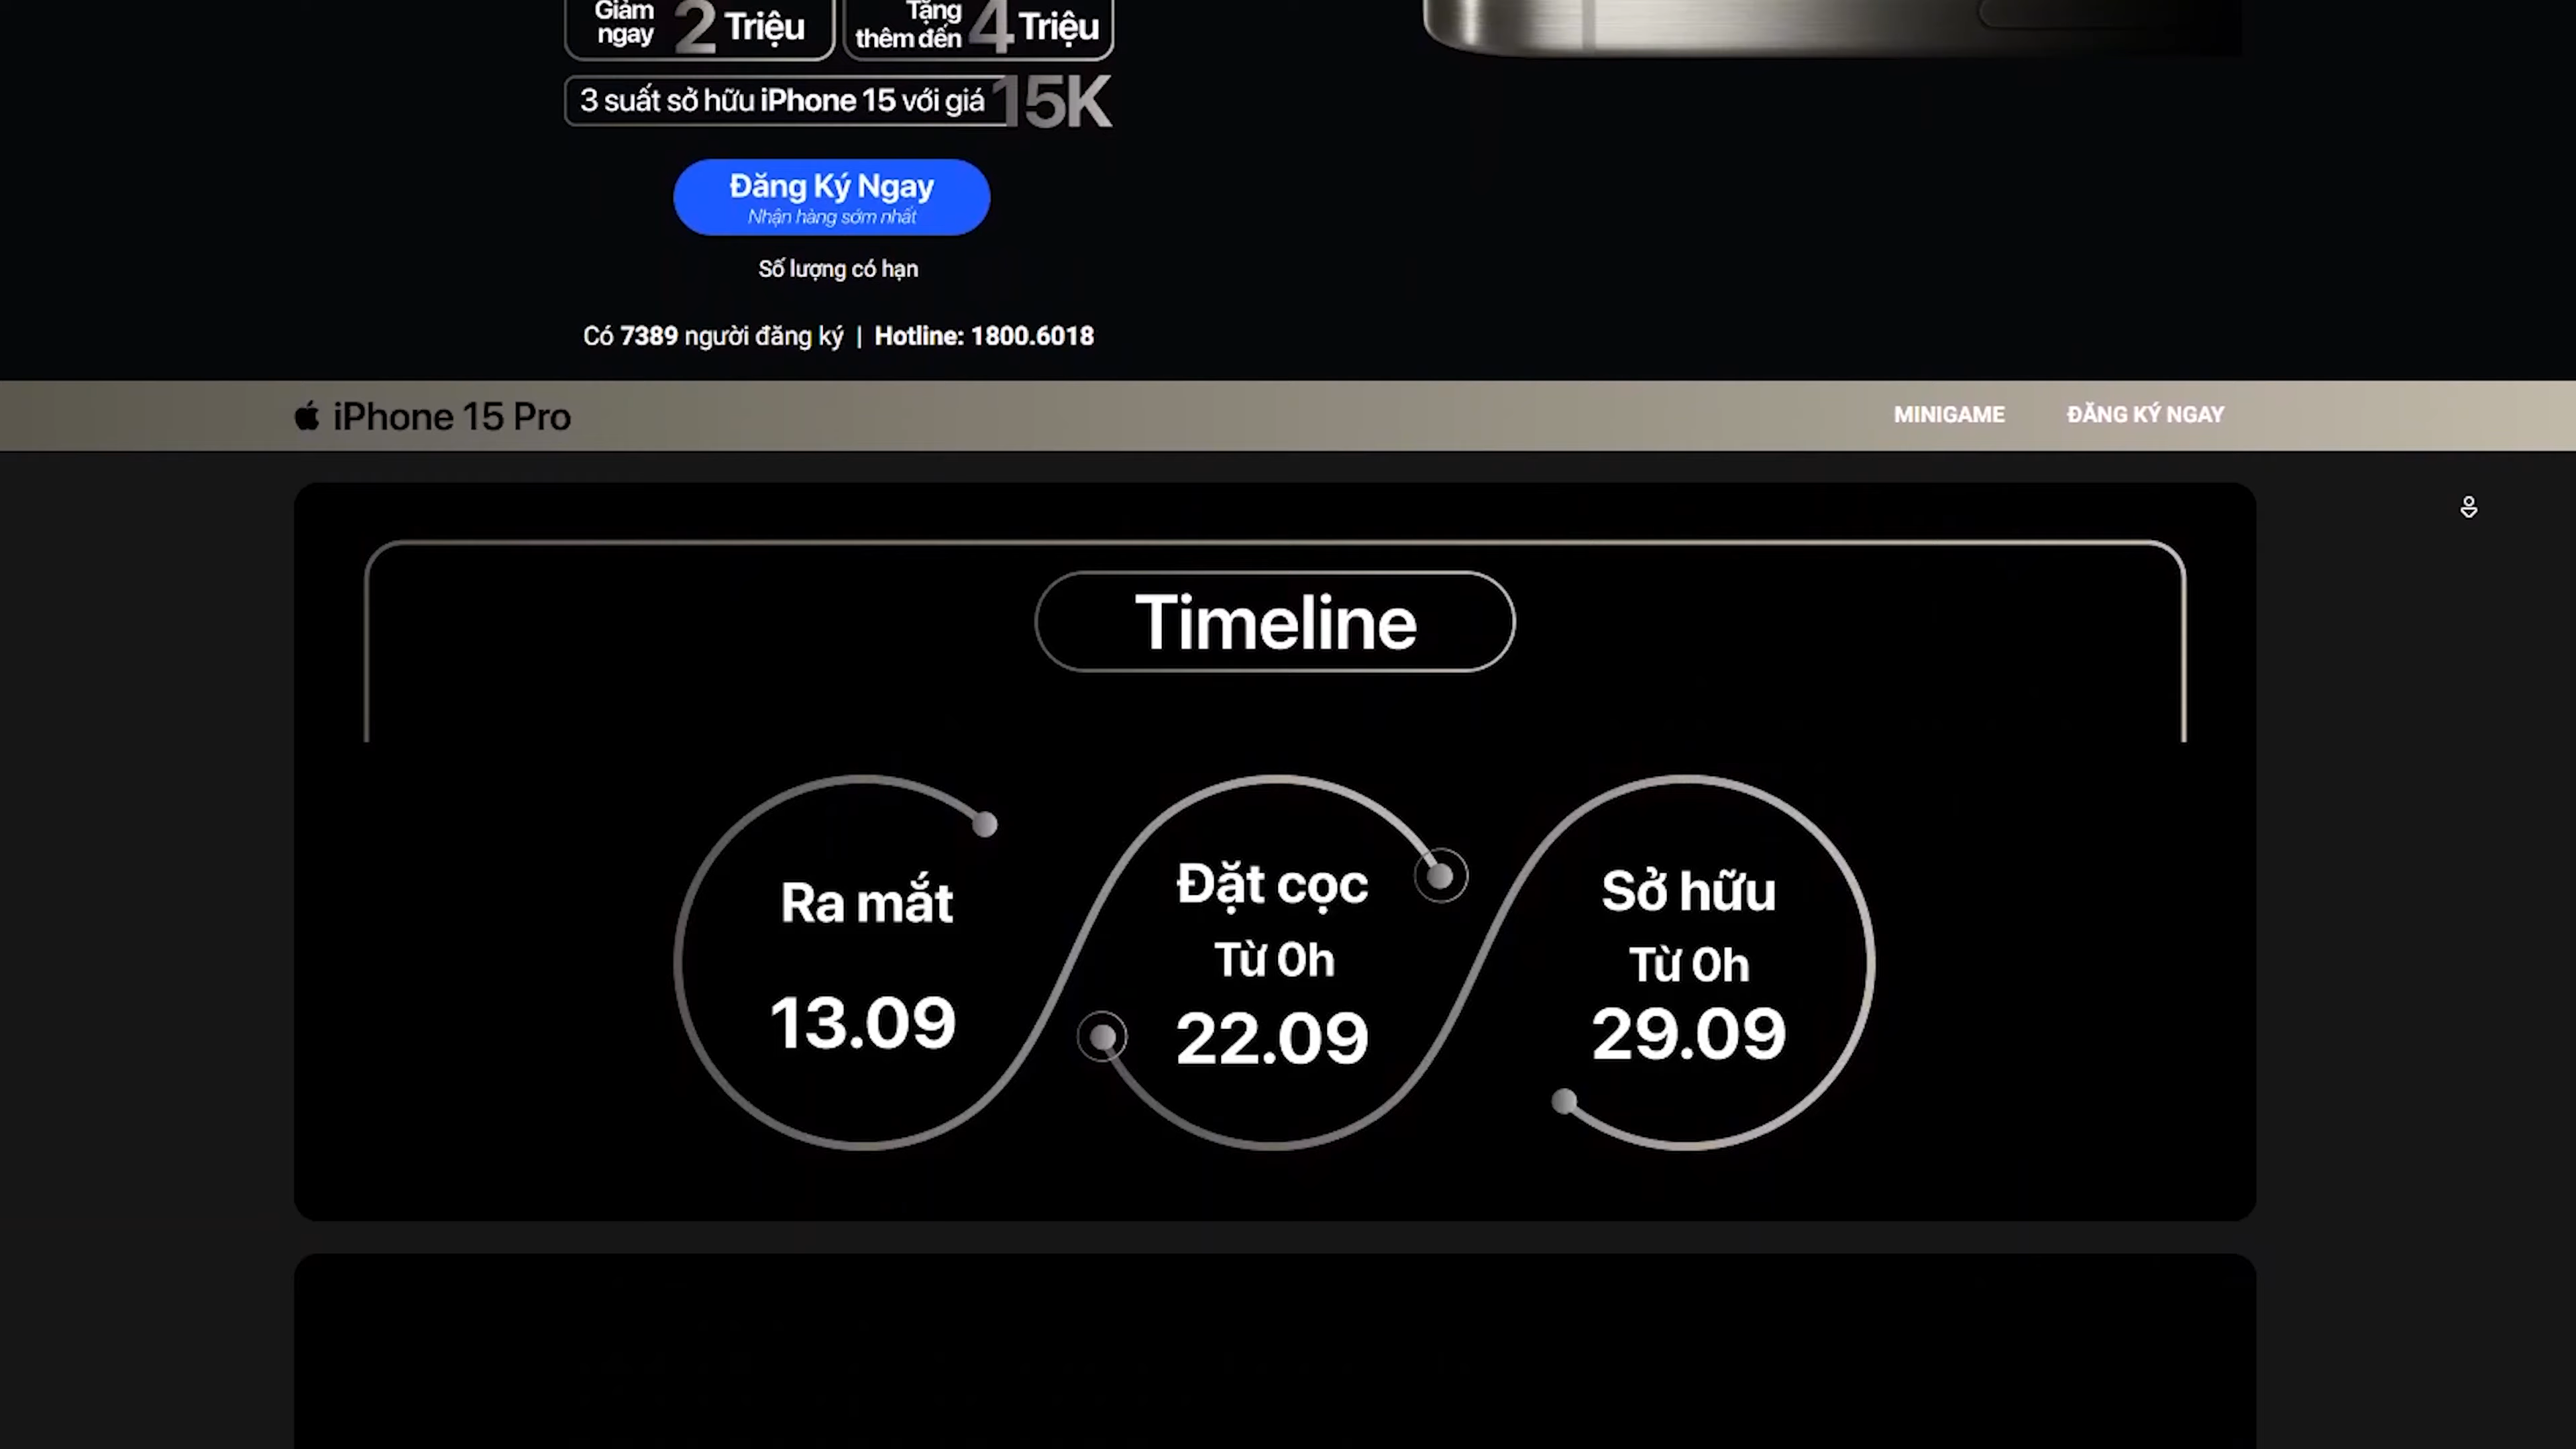 Giảm
ngay 2 Triệu
Tặng
thêm đến 4 Triệu
3 suất sở hữu iPhone 15 với giá 15K
Đăng Ký Ngay
Nhận hàng sớm nhất
Số lượng có hạn
Có 7389 người đăng ký | Hotline: 1800.6018
iPhone 15 Pro
MINIGAME
ĐĂNG KÝ NGAY
Timeline
Ra mắt
13.09
Đặt cọc
Từ 0h
22.09
Sở hữu
Từ 0h
29.09